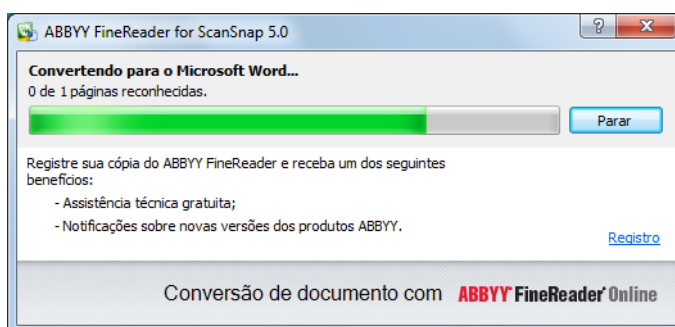 ABBYY FineReader for ScanSnap 5.0
?
X
Convertendo para o Microsoft Word...
0 de 1 páginas reconhecidas.
Parar
Registre sua cópia do ABBYY FineReader e receba um dos seguintes
benefícios:
- Assistência técnica gratuita;
- Notificações sobre novas versões dos produtos ABBYY.
Registro
Conversão de documento com ABBYY FineReader Online